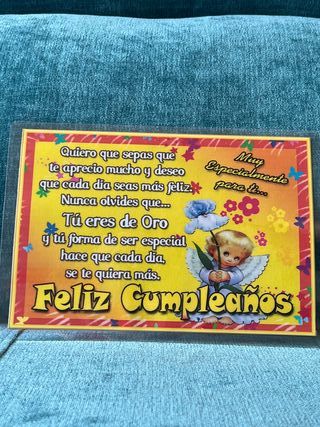 Quiero que sepas que
te aprecio mucho y deseo
que cada día seas más feliz.
Nunca olvides que...
Tú eres de Oro
y tú forma de ser especial
hace que cada día,
se te quiera más.
Muy
Especialmente
para ti...
Feliz Cumpleaños